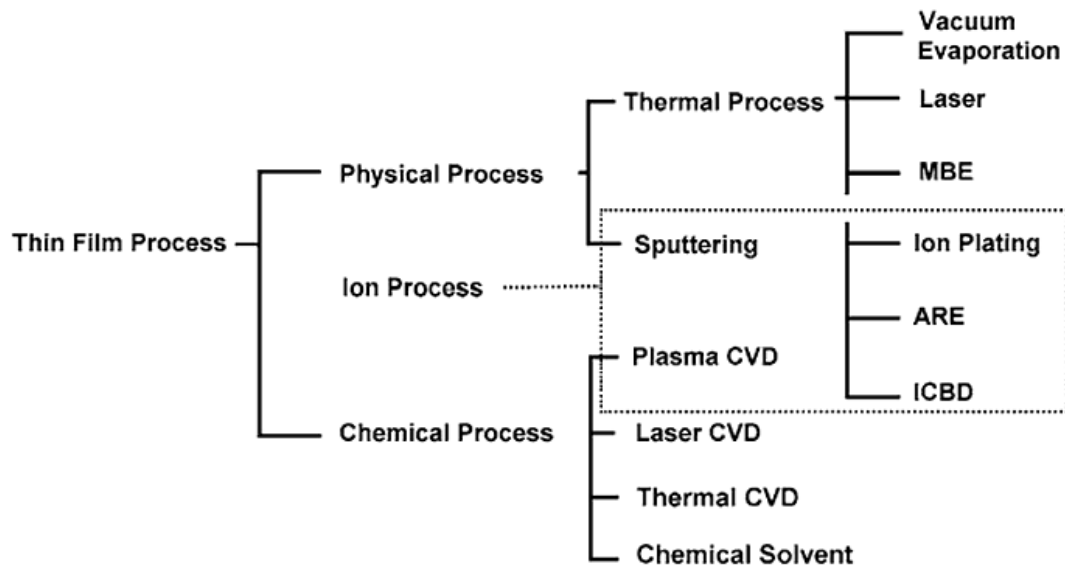 Vacuum
Evaporation
Thermal Process
Laser
Physical Process
MBE
Thin Film Process
Sputtering
Ion Plating
Ion Process
ARE
Plasma CVD
ICBD
Chemical Process
Laser CVD
Thermal CVD
Chemical Solvent